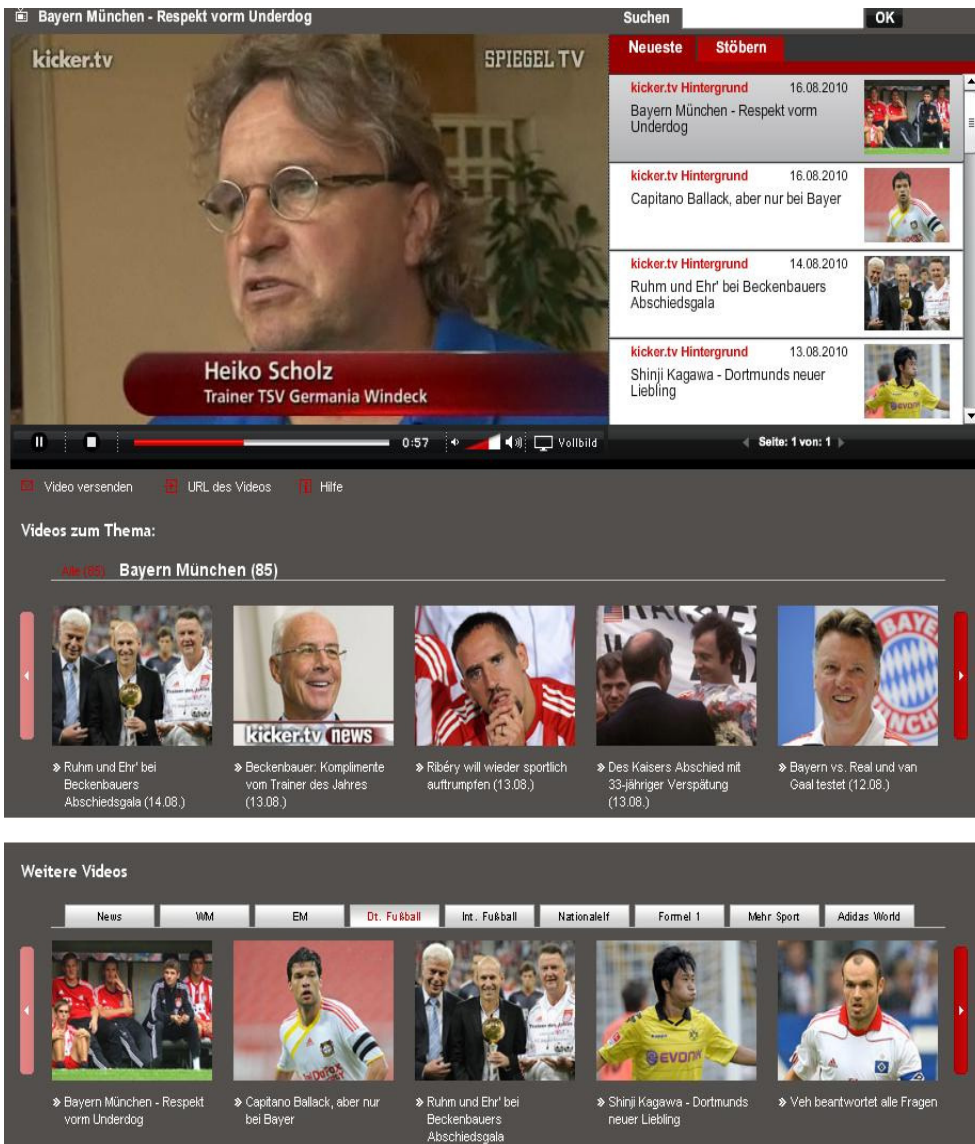 Bayern München - Respekt vorm Underdog
Suchen
OK
kicker.tv
SPIEGEL TV
Heiko Scholz
Trainer TSV Germania Windeck
0:57
Vollbild
Neueste
Stöbern
kicker.tv Hintergrund 16.08.2010
Bayern München - Respekt vorm
Underdog
kicker.tv Hintergrund 16.08.2010
Capitano Ballack, aber nur bei Bayer
kicker.tv Hintergrund 14.08.2010
Ruhm und Ehr' bei Beckenbauers
Abschiedsgala
kicker.tv Hintergrund 13.08.2010
Shinji Kagawa - Dortmunds neuer
Liebling
EVONIK
Seite: 1 von: 1
Video versenden
URL des Videos
Hilfe
Videos zum Thema:
Alle (85)
Bayern München (85)
kicker.tv news
» Ruhm und Ehr' bei
Beckenbauers
Abschiedsgala (14.08.)
» Beckenbauer: Komplimente
vom Trainer des Jahres
(13.08.)
» Ribéry will wieder sportlich
auftrumpfen (13.08.)
» Des Kaisers Abschied mit
33-jähriger Verspätung
(13.08.)
» Bayern vs. Real und van
Gaal testet (12.08.)
Weitere Videos
News
WM
EM
Dt. Fußball
Int. Fußball
Nationalelf
Formel 1
Mehr Sport
Adidas World
EVONIK
» Bayern München - Respekt
vorm Underdog
» Capitano Ballack, aber nur
bei Bayer
» Ruhm und Ehr' bei
Beckenbauers
Abschiedsgala
» Shinji Kagawa - Dortmunds
neuer Liebling
» Veh beantwortet alle Fragen